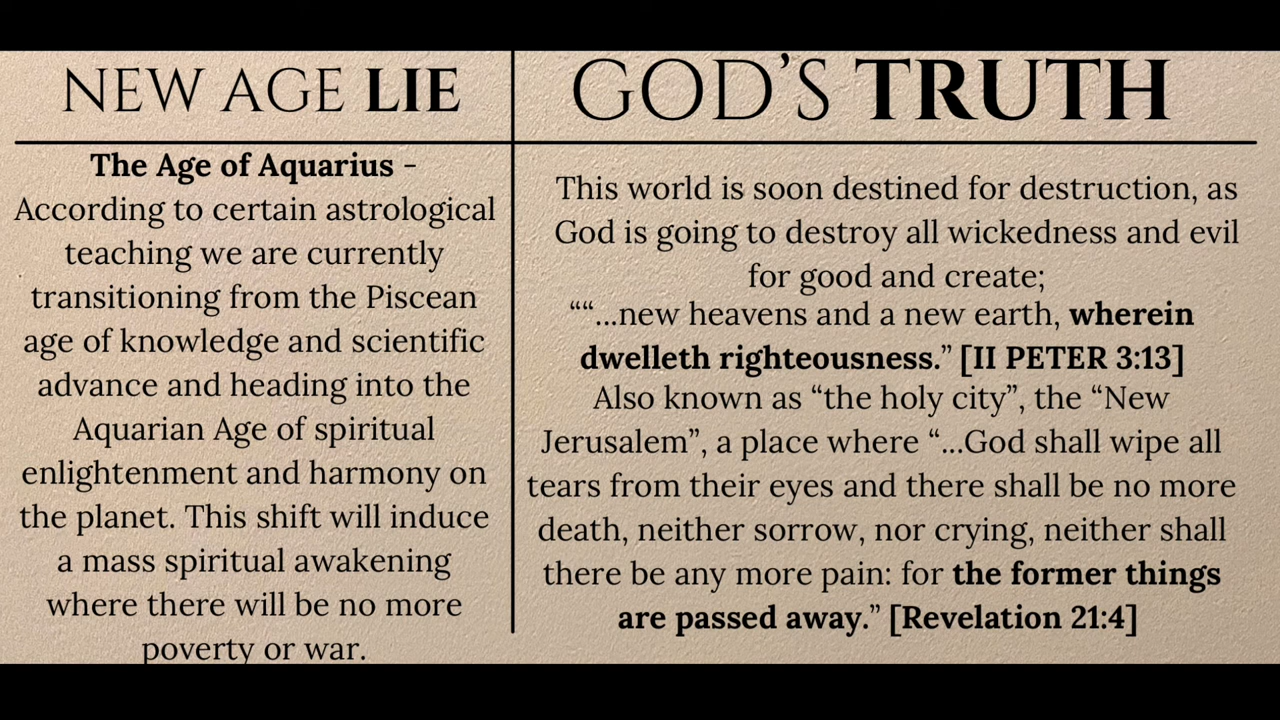 NEW AGE LIE
The Age of Aquarius -
According to certain astrological
teaching we are currently
transitioning from the Piscean
age of knowledge and scientific
advance and heading into the
Aquarian Age of spiritual
enlightenment and harmony on
the planet. This shift will induce
a mass spiritual awakening
where there will be no more
poverty or war.
GOD'S TRUTH
This world is soon destined for destruction, as
God is going to destroy all wickedness and evil
for good and create;
““...new heavens and a new earth, wherein
dwelleth righteousness.” [II PETER 3:13]
Also known as “the holy city”, the “New
Jerusalem”, a place where “...God shall wipe all
tears from their eyes and there shall be no more
death, neither sorrow, nor crying, neither shall
there be any more pain: for the former things
are passed away.” [Revelation 21:4]